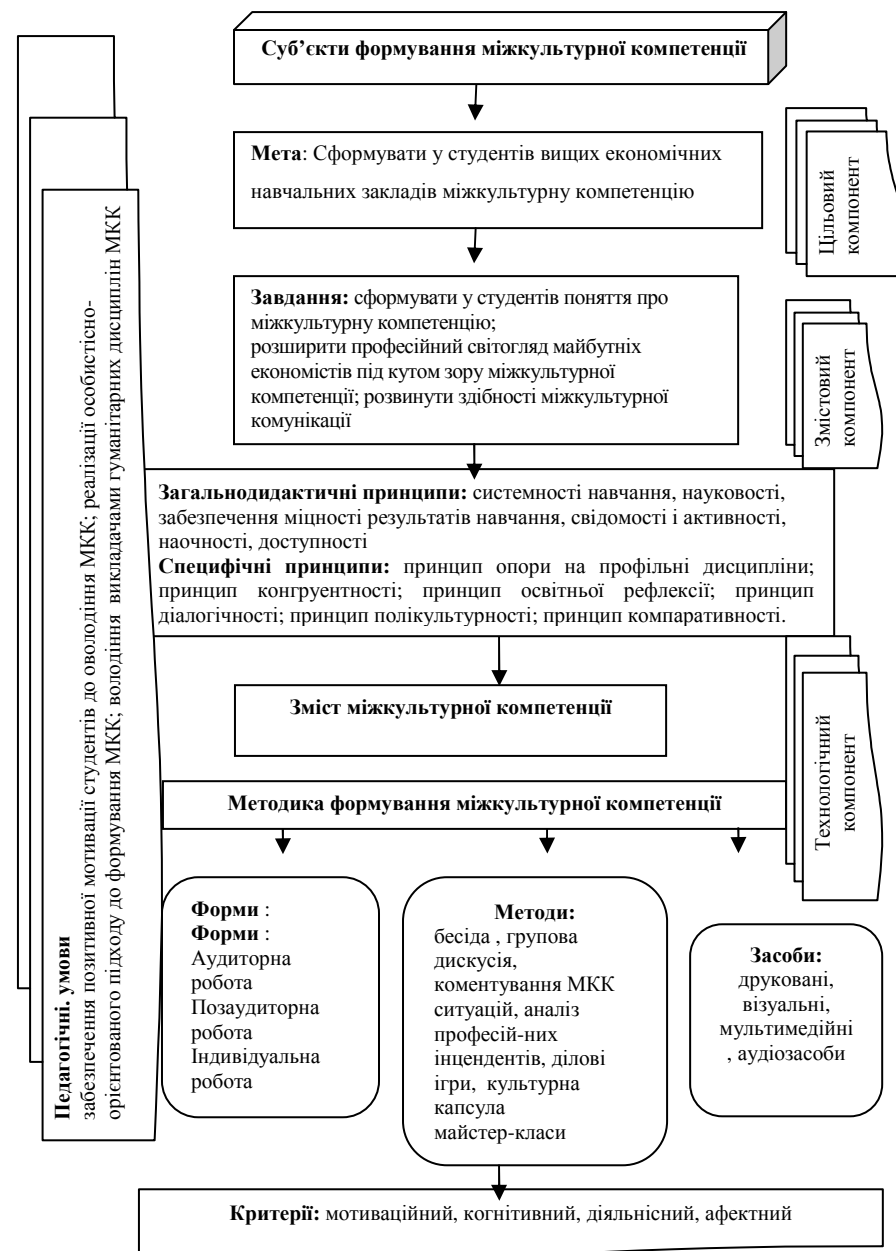 Суб’єкти формування міжкультурної компетенції
Мета: Сформувати у студентів вищих економічних
навчальних закладів міжкультурну компетенцію
Цільовий
компонент
Завдання: сформувати у студентів поняття про
міжкультурну компетенцію;
розширити професійний світогляд майбутніх
економістів під кутом зору міжкультурної
компетенції; розвинути здібності міжкультурної
комунікації
Змістовий
компонент
Педагогічні. умови
забезпечення позитивної мотивації студентів до оволодіння МКК; реалізації особистісно-
орієнтованого підходу до формування МКК; володіння викладачами гуманітарних дисциплін МКК
Загальнодидактичні принципи: системності навчання, науковості,
забезпечення міцності результатів навчання, свідомості і активності,
наочності, доступності
Специфічні принципи: принцип опори на профільні дисципліни;
принцип конгруентності; принцип освітньої рефлексії; принцип
діалогічності; принцип полікультурності; принцип компаративності.
Зміст міжкультурної компетенції
Методика формування міжкультурної компетенції
Технологічний
компонент
Форми :
Форми :
Аудиторна
робота
Позаудиторна
робота
Індивідуальна
робота
Методи:
бесіда , групова
дискусія,
коментування МКК
ситуацій, аналіз
професій-них
інцендентів, ділові
ігри, культурна
капсула
майстер-класи
Засоби:
друковані,
візуальні,
мультимедійні
, аудіозасоби
Критерії: мотиваційний, когнітивний, діяльнісний, афектний